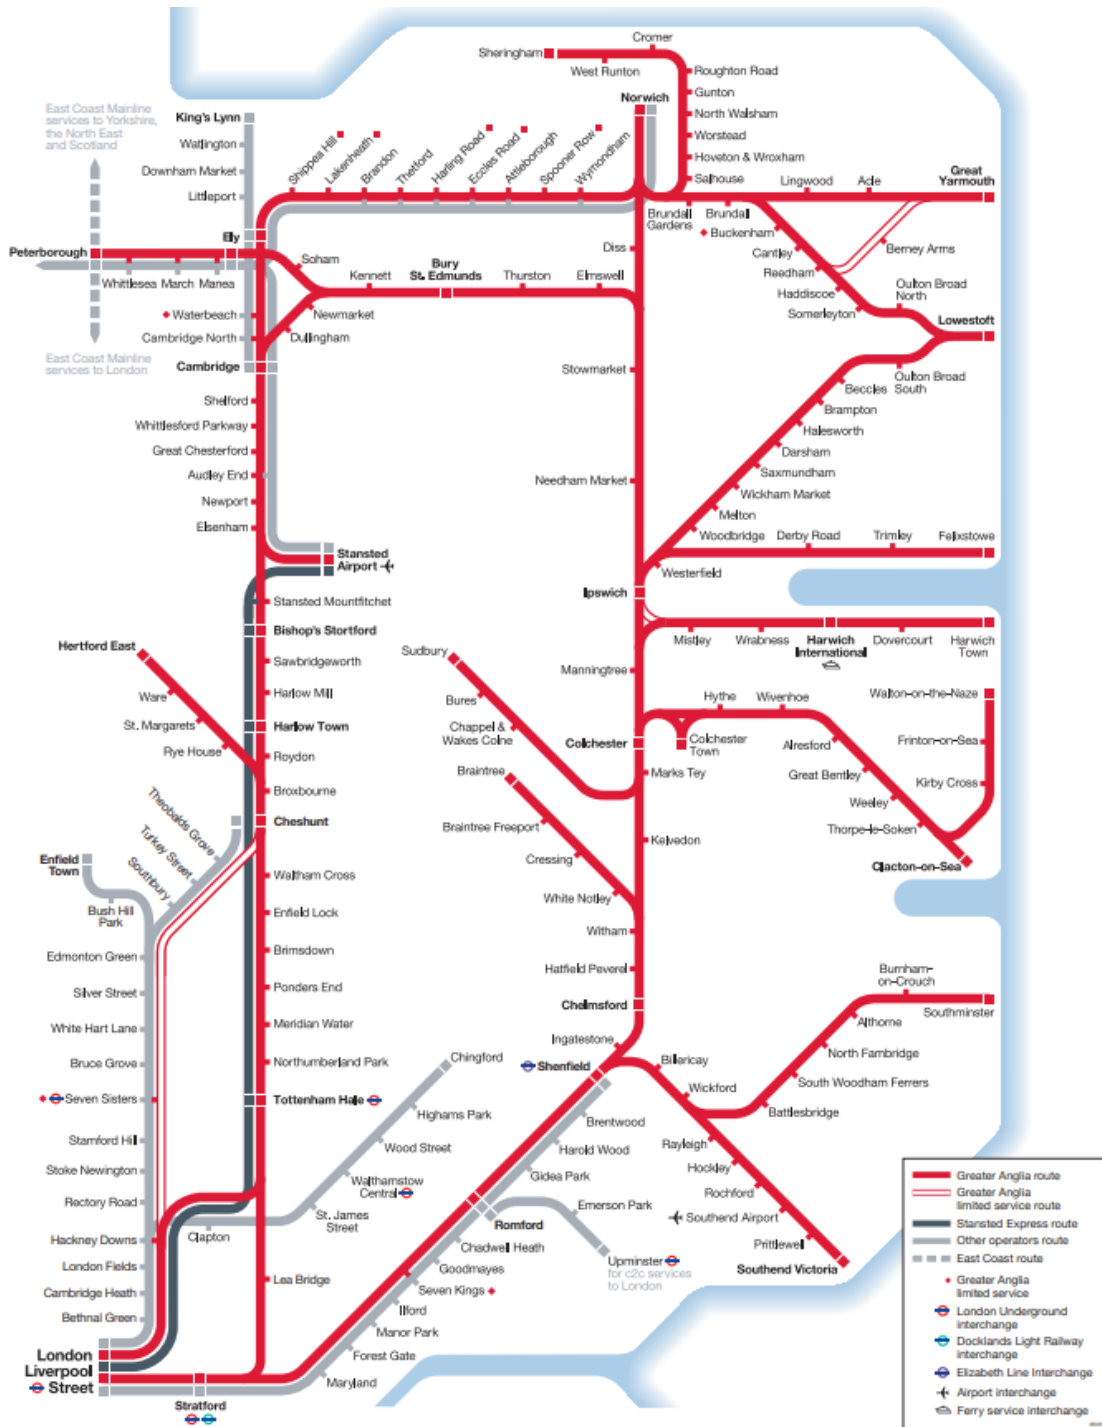 Cromer
Sheringham
West Runton
Roughton Road
Gunton
North Walsham
Worstead
Hoveton & Wroxham
Salhouse
Norwich
East Coast Mainline
services to Yorkshire,
the North East
and Scotland
King's Lynn
Watlington
Downham Market
Littleport
Ely
Shippea Hill
Lakenheath
Brandon
Thetford
Harling Road
Eccles Road
Attleborough
Spooner Row
Wymondham
Lingwood
Acle
Great
Yarmouth
Brundall
Gardens
Brundall
Buckenham
Cantley
Reedham
Haddiscoe
Somerleyton
Berney Arms
Oulton Broad
North
Lowestoft
Oulton Broad
South
Beccles
Brampton
Halesworth
Darsham
Saxmundham
Wickham Market
Melton
Woodbridge
Derby Road
Trimley
Felixstowe
Westerfield
Peterborough
Whittlesea
March
Manea
Soham
Kennett
Bury
St. Edmunds
Thurston
Elmswell
Diss
Waterbeach
Newmarket
Cambridge North
Dullingham
East Coast Mainline
services to London
Cambridge
Stowmarket
Shelford
Whittlesford Parkway
Great Chesterford
Audley End
Newport
Elsenham
Needham Market
Stansted
Airport
Ipswich
Stansted Mountfitchet
Bishop's Stortford
Sawbridgeworth
Harlow Mill
Harlow Town
Roydon
Broxbourne
Cheshunt
Hertford East
Ware
St. Margarets
Rye House
Mistley
Wrabness
Harwich
International
Dovercourt
Harwich
Town
Manningtree
Sudbury
Bures
Chappel &
Wakes Colne
Colchester
Colchester
Town
Hythe
Wivenhoe
Alresford
Great Bentley
Weeley
Thorpe-le-Soken
Clacton-on-Sea
Walton-on-the-Naze
Frinton-on-Sea
Kirby Cross
Marks Tey
Kelvedon
Braintree
Braintree Freeport
Cressing
White Notley
Witham
Hatfield Peverel
Chelmsford
Ingatestone
Shenfield
Theobalds Grove
Turkey Street
Southbury
Enfield
Town
Bush Hill
Park
Edmonton Green
Silver Street
White Hart Lane
Bruce Grove
Seven Sisters
Stamford Hill
Stoke Newington
Rectory Road
Hackney Downs
London Fields
Cambridge Heath
Bethnal Green
Waltham Cross
Enfield Lock
Brimsdown
Ponders End
Meridian Water
Northumberland Park
Tottenham Hale
Lea Bridge
Chingford
Highams Park
Wood Street
Walthamstow
Central
St. James
Street
Clapton
Billericay
Wickford
Burnham-
on-Crouch
Southminster
Althorne
North Fambridge
South Woodham Ferrers
Battlesbridge
Rayleigh
Hockley
Rochford
Southend Airport
Prittlewell
Southend Victoria
Brentwood
Harold Wood
Gidea Park
Romford
Emerson Park
Upminster
for c2c services
to London
Chadwell Heath
Goodmayes
Seven Kings
Ilford
Manor Park
Forest Gate
Maryland
Stratford
London
Liverpool
Street
Greater Anglia route
Greater Anglia
limited service route
Stansted Express route
Other operators route
East Coast route
Greater Anglia
limited service
London Underground
interchange
Docklands Light Railway
interchange
Elizabeth Line Interchange
Airport interchange
Ferry service interchange